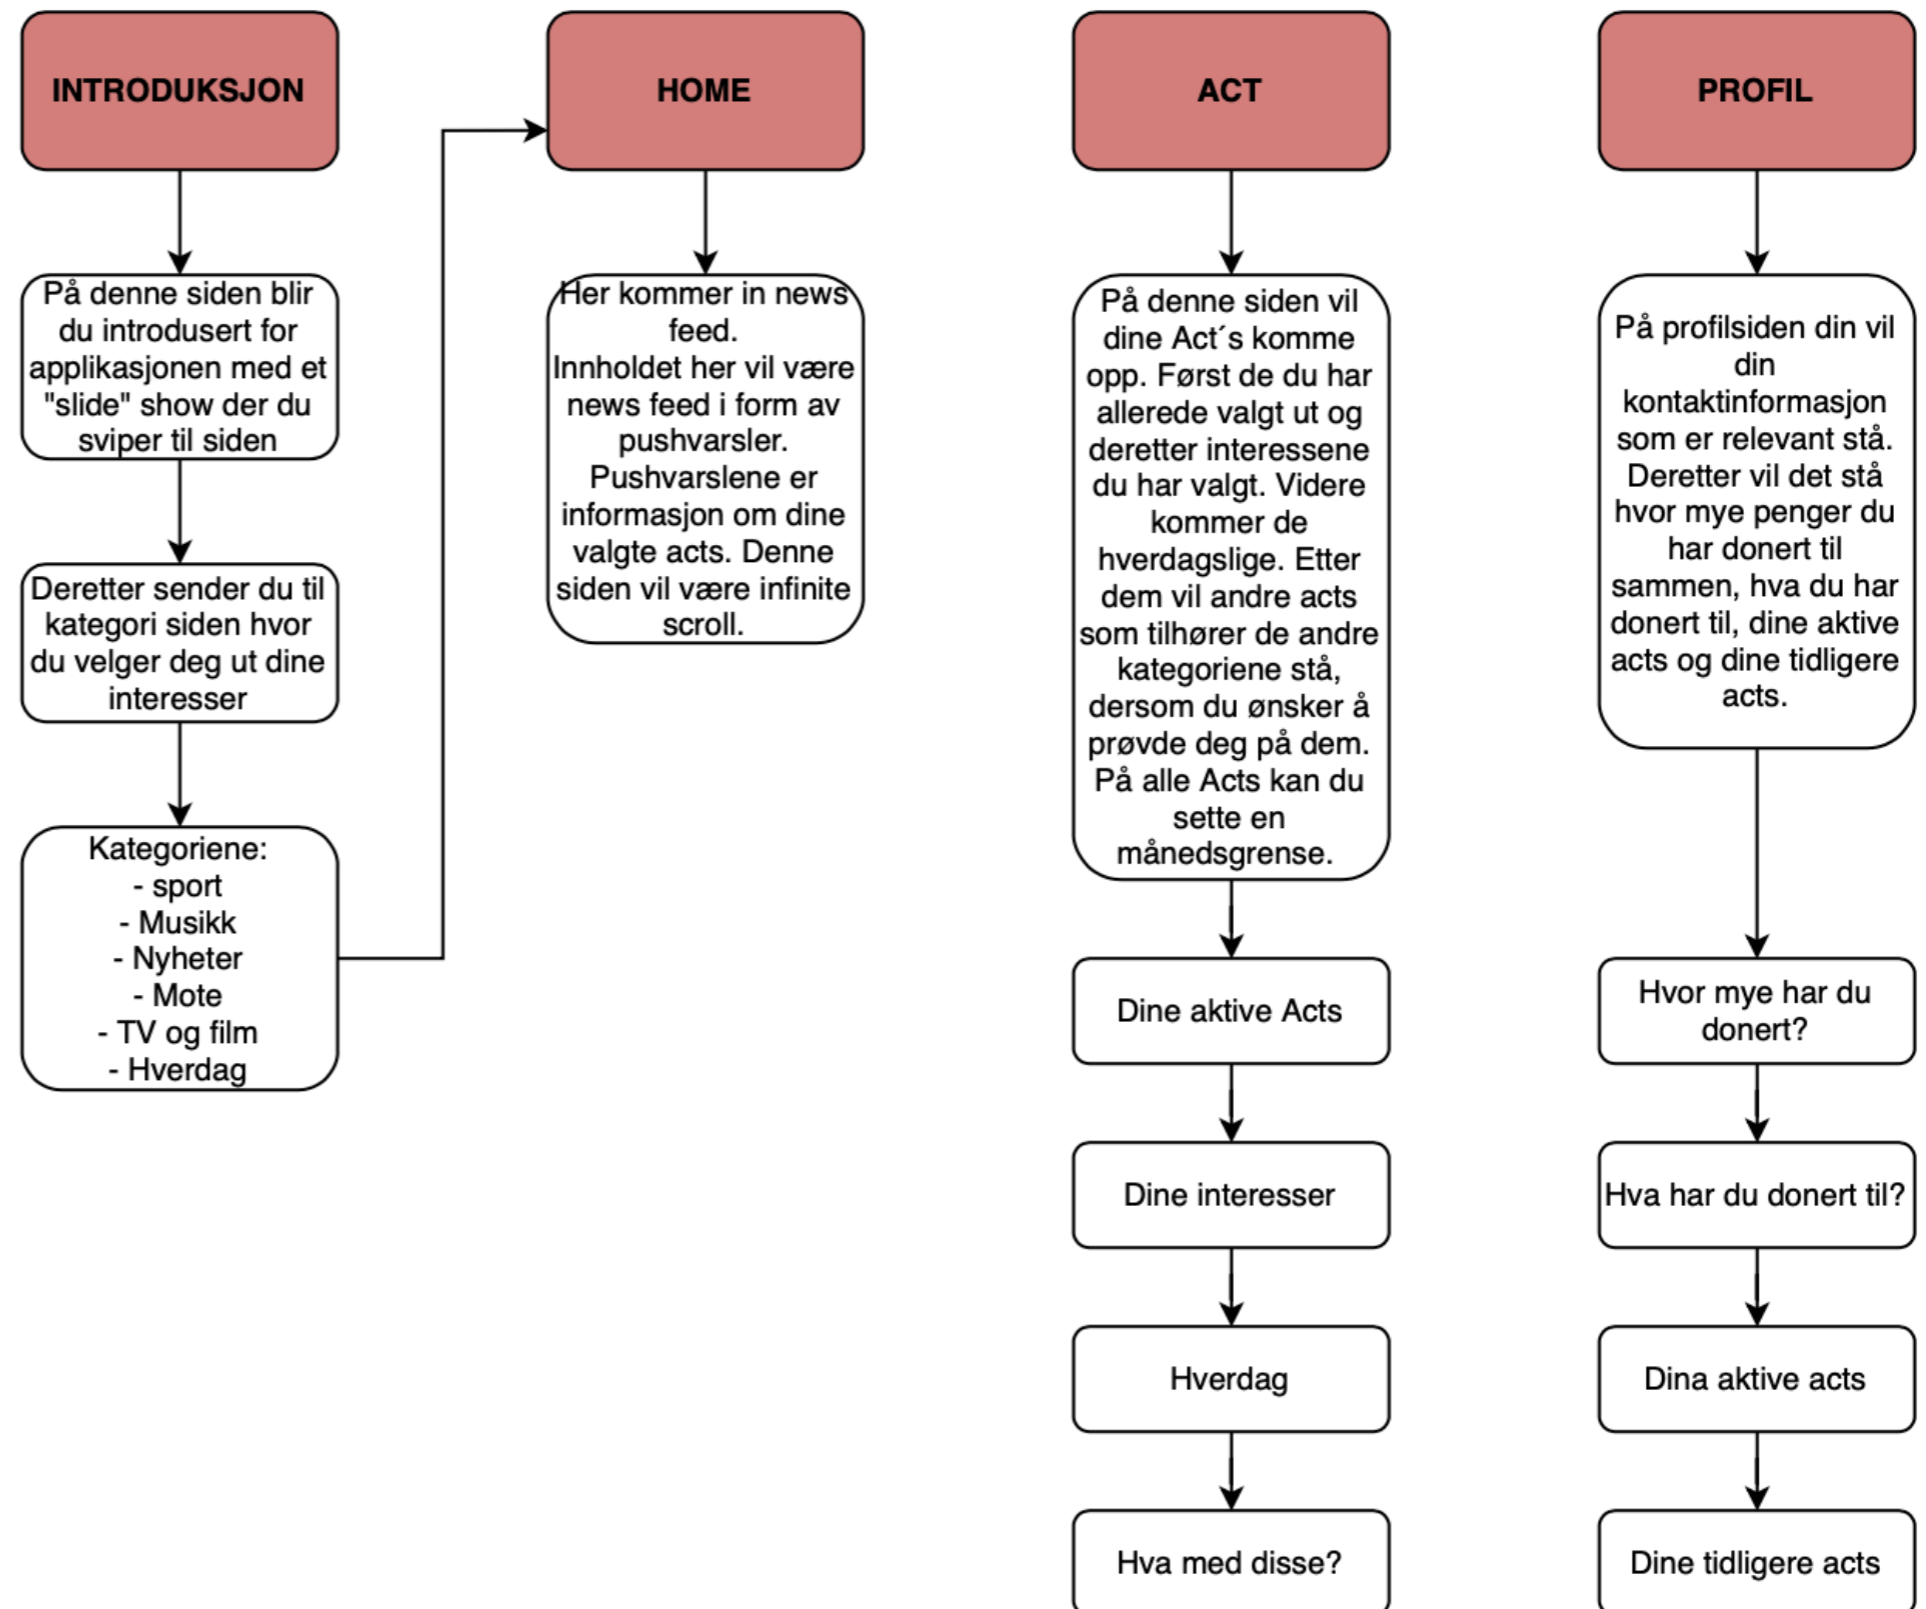 INTRODUKSJON
På denne siden blir
du introdusert for
applikasjonen med et
"slide" show der du
sviper til siden
Deretter sender du til
kategori siden hvor
du velger deg ut dine
interesser
Kategoriene:
- sport
- Musikk
- Nyheter
- Mote
- TV og film
- Hverdag
HOME
Her kommer in news
feed.
Innholdet her vil være
news feed i form av
pushvarsler.
Pushvarslene er
informasjon om dine
valgte acts. Denne
siden vil være infinite
scroll.
ACT
På denne siden vil
dine Act´s komme
opp. Først de du har
allerede valgt ut og
deretter interessene
du har valgt. Videre
kommer de
hverdagslige. Etter
dem vil andre acts
som tilhører de andre
kategoriene stå,
dersom du ønsker å
prøvde deg på dem.
På alle Acts kan du
sette en
månedsgrense.
Dine aktive Acts
Dine interesser
Hverdag
Hva med disse?
PROFIL
På profilsiden din vil
din
kontaktinformasjon
som er relevant stå.
Deretter vil det stå
hvor mye penger du
har donert til
sammen, hva du har
donert til, dine aktive
acts og dine tidligere
acts.
Hvor mye har du
donert?
Hva har du donert til?
Dina aktive acts
Dine tidligere acts